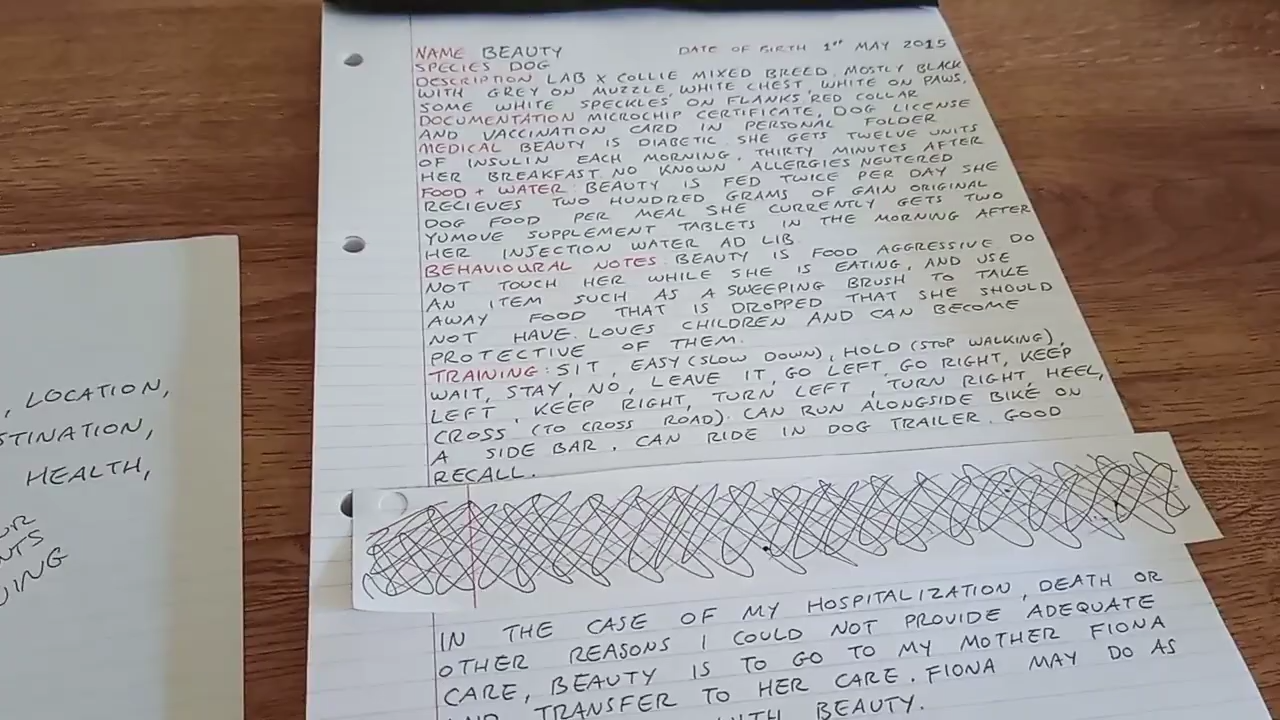 NAME BEAUTY DATE OF BIRTH 1ST MAY 2015
SPECIES DOG
DESCRIPTION LAB X COLLIE MIXED BREED. MOSTLY BLACK
WITH GREY ON MUZZLE, WHITE CHEST, WHITE ON PAWS,
SOME WHITE SPECKLES ON FLANKS RED COLLAR
DOCUMENTATION MICROCHIP CERTIFICATE, DOG LICENSE
AND VACCINATION CARD IN PERSONAL FOLDER
MEDICAL BEAUTY IS DIABETIC SHE GETS TWELVE UNITS
OF INSULIN EACH MORNING, THIRTY MINUTES AFTER
HER BREAKFAST. NO KNOWN ALLERGIES NEUTERED
FOOD + WATER: BEAUTY IS FED TWICE PER DAY SHE
RECIEVES TWO HUNDRED GRAMS OF GAIN ORIGINAL
DOG FOOD PER MEAL SHE CURRENTLY GETS TWO
YUMOVE SUPPLEMENT TABLETS IN THE MORNING AFTER
HER INJECTION WATER AD LIB
BEHAVIOURAL NOTES: BEAUTY IS FOOD AGGRESSIVE DO
NOT TOUCH HER WHILE SHE IS EATING, AND USE
AN ITEM SUCH AS A SWEEPING BRUSH TO TAKE
AWAY FOOD THAT IS DROPPED THAT SHE SHOULD
NOT HAVE. LOVES CHILDREN AND CAN BECOME
PROTECTIVE OF THEM.
TRAINING: SIT, EASY (SLOW DOWN), HOLD (STOP WALKING),
WAIT, STAY, NO, LEAVE IT, GO LEFT, GO RIGHT, KEEP
LEFT, KEEP RIGHT, TURN LEFT, TURN RIGHT, HEEL,
CROSS (TO CROSS ROAD). CAN RUN ALONGSIDE BIKE ON
A SIDE BAR. CAN RIDE IN DOG TRAILER. GOOD
RECALL.
IN THE CASE OF MY HOSPITALIZATION, DEATH OR
OTHER REASONS I COULD NOT PROVIDE ADEQUATE
CARE, BEAUTY IS TO GO TO MY MOTHER FIONA
AND TRANSFER TO HER CARE. FIONA MAY DO AS
WITH BEAUTY.
, LOCATION,
HEALTH,